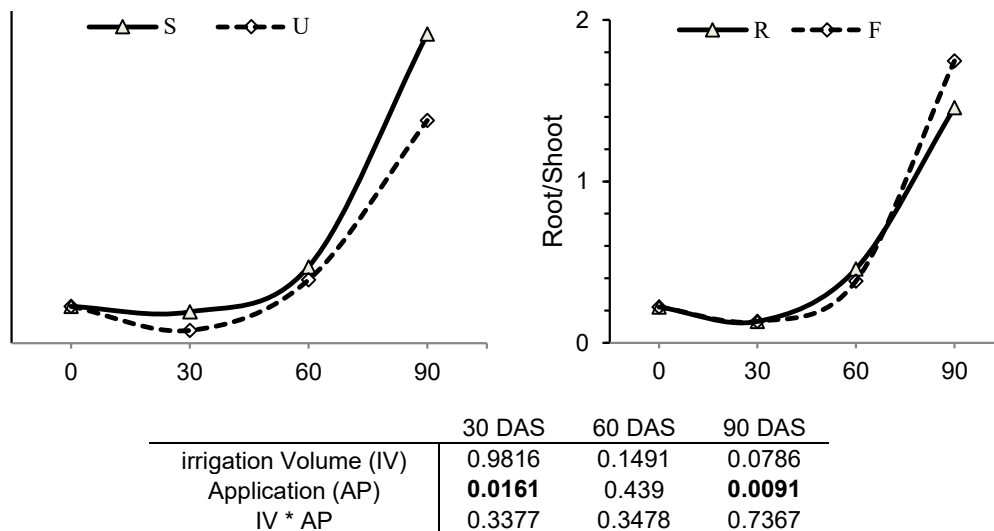 S U
0 30 60 90
R F
Root/Shoot
2
1
0
0 30 60 90
30 DAS 60 DAS 90 DAS
irrigation Volume (IV) 0.9816 0.1491 0.0786
Application (AP) 0.0161 0.439 0.0091
IV * AP 0.3377 0.3478 0.7367